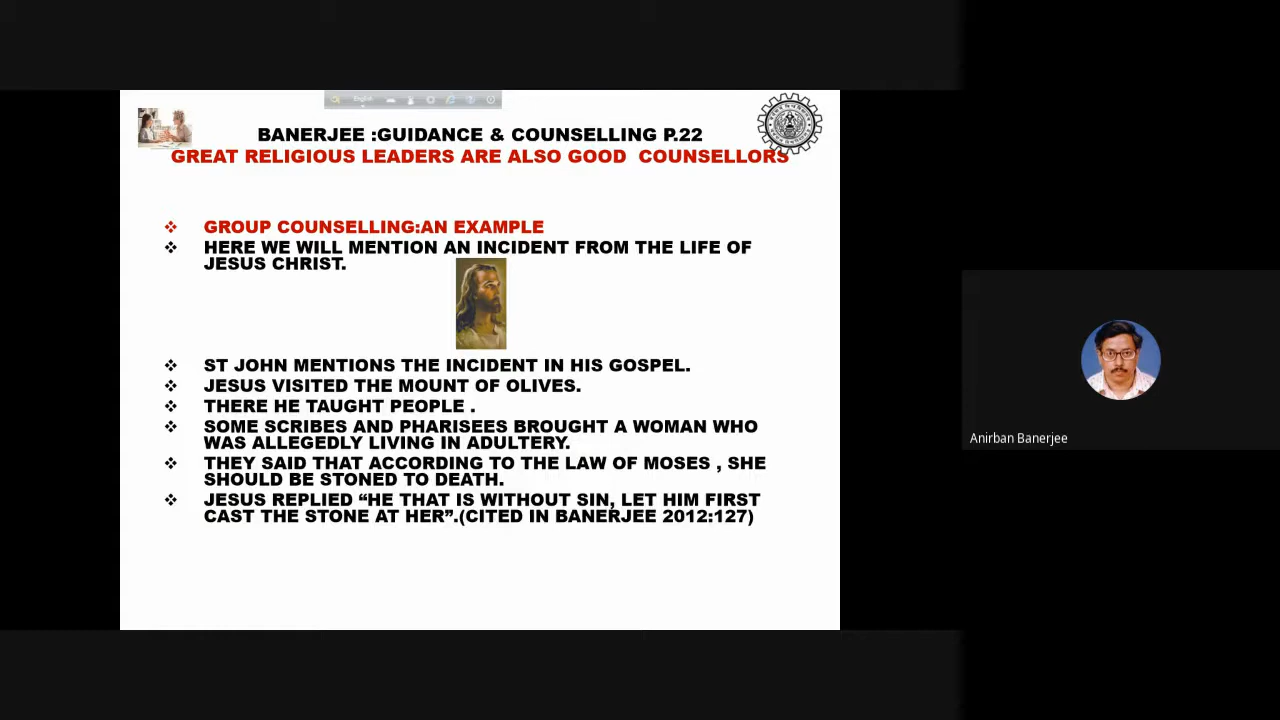 English
BANERJEE :GUIDANCE & COUNSELLING P.22
GREAT RELIGIOUS LEADERS ARE ALSO GOOD COUNSELLORS
GROUP COUNSELLING:AN EXAMPLE
HERE WE WILL MENTION AN INCIDENT FROM THE LIFE OF
JESUS CHRIST.
ST JOHN MENTIONS THE INCIDENT IN HIS GOSPEL.
JESUS VISITED THE MOUNT OF OLIVES.
THERE HE TAUGHT PEOPLE .
SOME SCRIBES AND PHARISEES BROUGHT A WOMAN WHO
WAS ALLEGEDLY LIVING IN ADULTERY.
THEY SAID THAT ACCORDING TO THE LAW OF MOSES , SHE
SHOULD BE STONED TO DEATH.
JESUS REPLIED “HE THAT IS WITHOUT SIN, LET HIM FIRST
CAST THE STONE AT HER”.(CITED IN BANERJEE 2012:127)
Anirban Banerjee